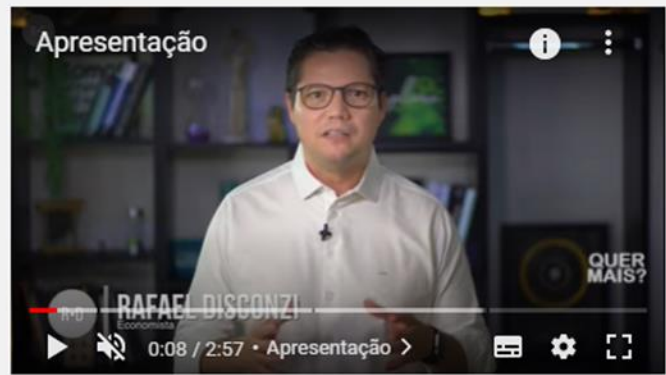 Apresentação
QUER
MAIS?
R•D
RAFAEL DISCONZI
Economista
0:08 / 2:57 • Apresentação